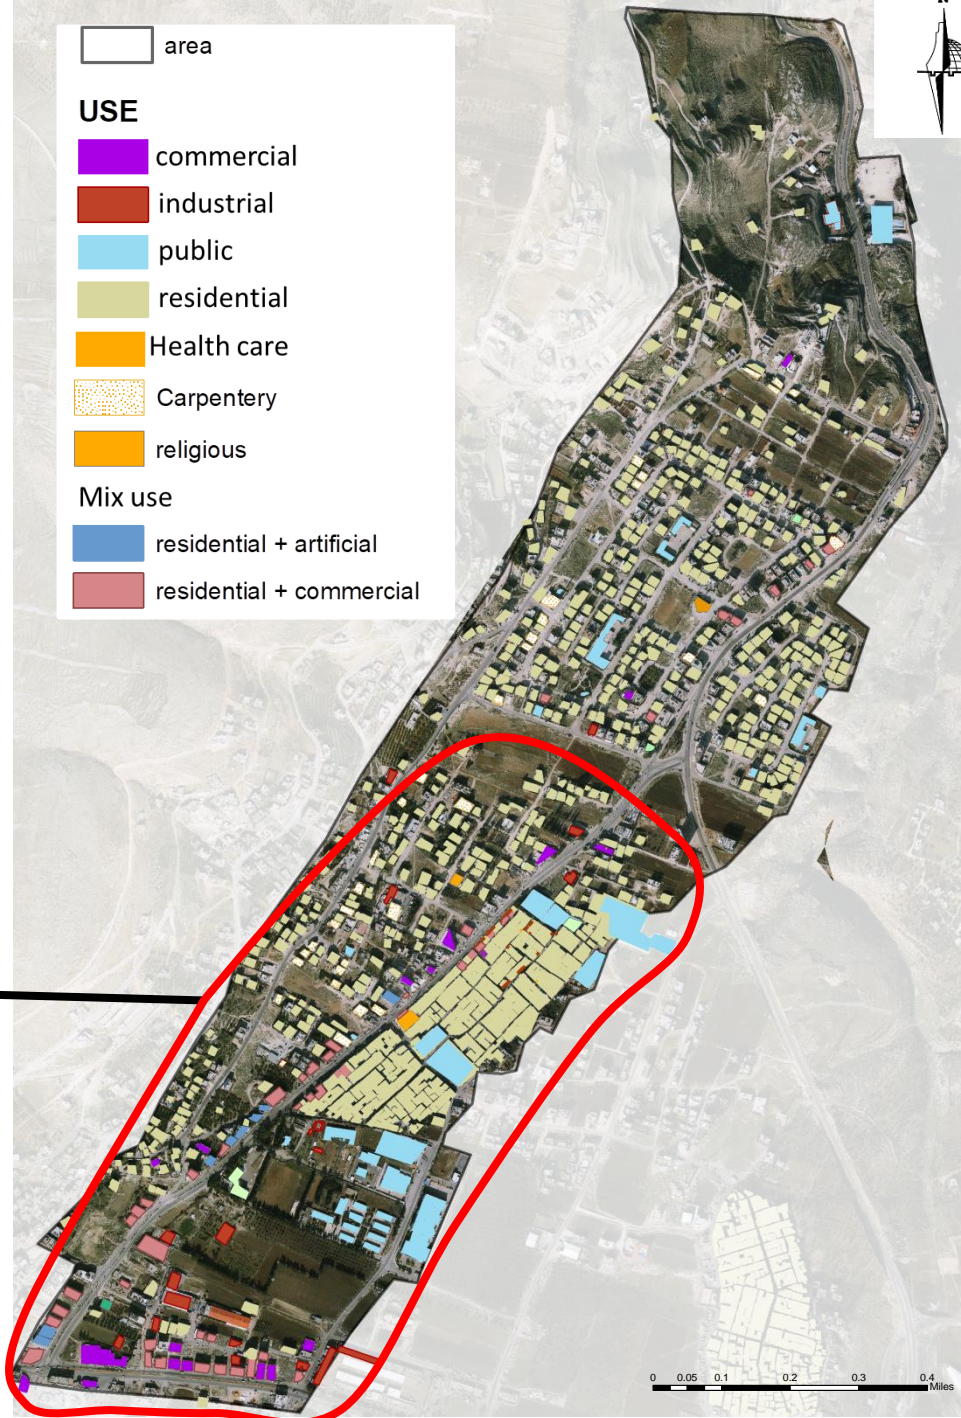 N
area
USE
commercial
industrial
public
residential
Health care
Carpentery
religious
Mix use
residential + artificial
residential + commercial
0 0.05 0.1 0.2 0.3 0.4
Miles